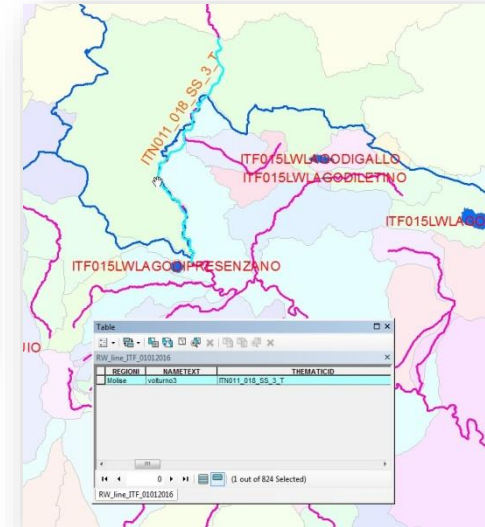 ITN011_018_SS_3_T
ITF015LWLAGODIGALLO
ITF015LWLAGODILETINO
ITF015LWLAGO
ITF015LWLAGODIPRESENZANO
JIO
Table
RW_line_ITF_01012016
REGIONI NAMETEXT THEMATICID
Molise volturno3 ITN011_018_SS_3_T
0 (1 out of 824 Selected)
RW_line_ITF_01012016